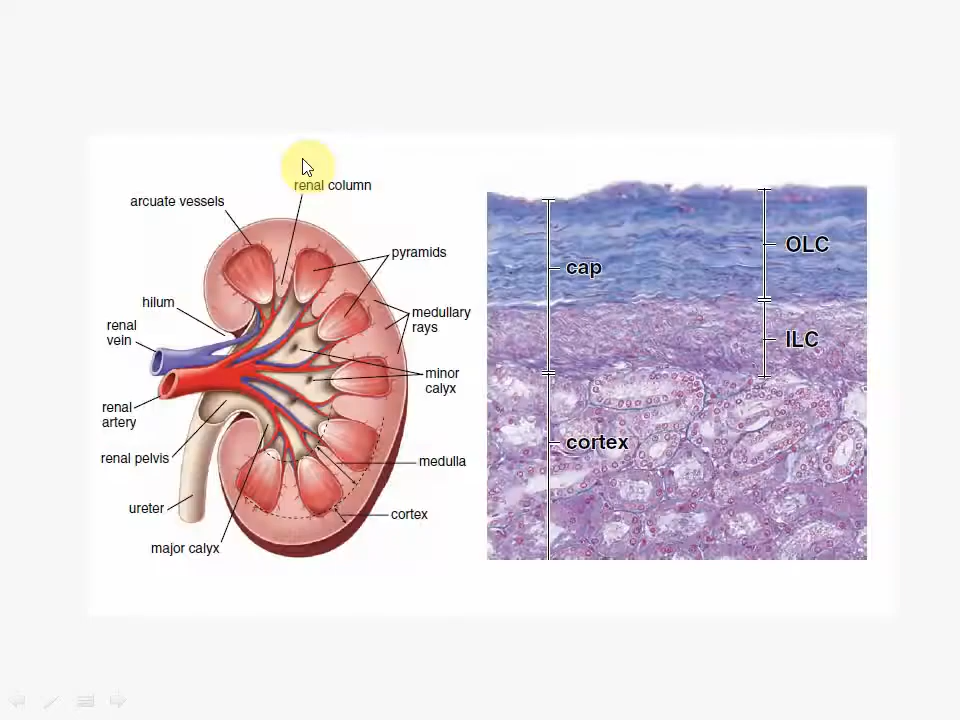 renal column
arcuate vessels
pyramids
hilum
medullary
rays
renal
vein
minor
calyx
renal
artery
renal pelvis
medulla
ureter
cortex
major calyx
OLC
cap
ILC
cortex